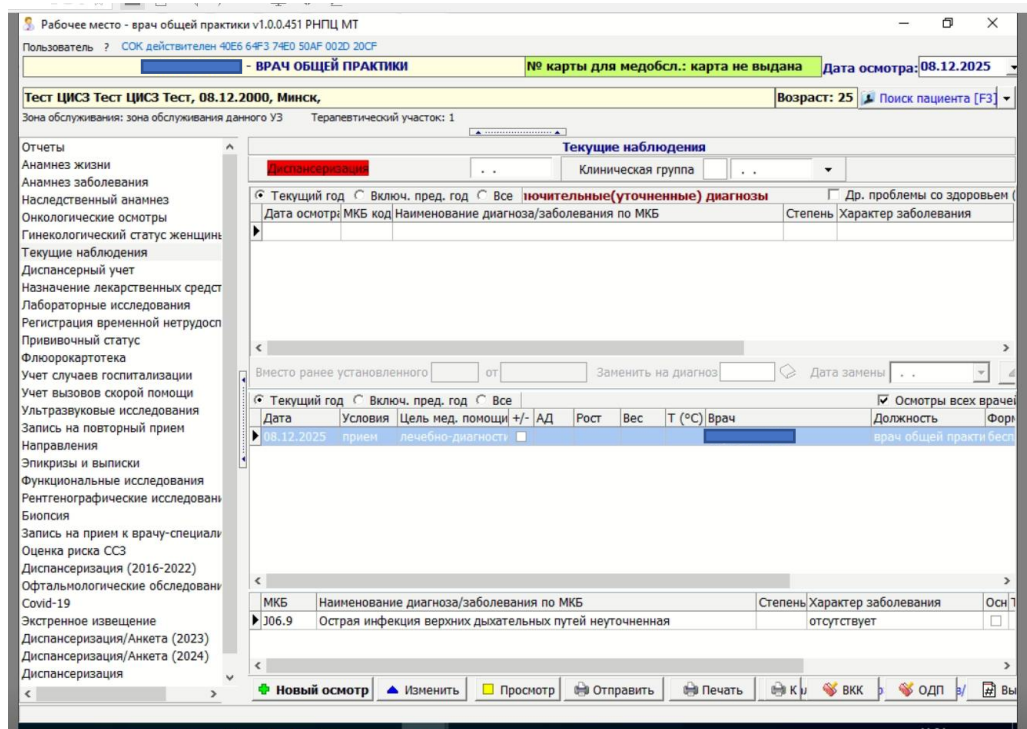 Рабочее место - врач общей практики v1.0.0.451 РНПЦ МТ
Пользователь ? СОК действителен 40E6 64F3 74E0 50AF 002D 20CF
- ВРАЧ ОБЩЕЙ ПРАКТИКИ № карты для медобсл.: карта не выдана Дата осмотра: 08.12.2025
Тест ЦИСЗ Тест ЦИСЗ Тест, 08.12.2000, Минск, Возраст: 25 Поиск пациента [F3]
Зона обслуживания: зона обслуживания данного УЗ Терапевтический участок: 1
Отчеты
Анамнез жизни
Анамнез заболевания
Наследственный анамнез
Онкологические осмотры
Гинекологический статус женщинь
Текущие наблюдения
Диспансерный учет
Назначение лекарственных средст
Лабораторные исследования
Регистрация временной нетрудосп
Прививочный статус
Флюорокартотека
Учет случаев госпитализации
Учет вызовов скорой помощи
Ультразвуковые исследования
Запись на повторный прием
Направления
Эпикризы и выписки
Функциональные исследования
Рентгенографические исследовани
Биопсия
Запись на прием к врачу-специали
Оценка риска ССЗ
Диспансеризация (2016-2022)
Офтальмологические обследовани
Covid-19
Экстренное извещение
Диспансеризация/Анкета (2023)
Диспансеризация/Анкета (2024)
Диспансеризация
Текущие наблюдения
Диспансеризация . . Клиническая группа . .
Текущий год Включ. пред. год Все лючительные(уточненные) диагнозы Др. проблемы со здоровьем (
Дата осмотра МКБ код Наименование диагноза/заболевания по МКБ Степень Характер заболевания
Вместо ранее установленного от Заменить на диагноз Дата замены . .
Текущий год Включ. пред. год Все Осмотры всех врачей
Дата Условия Цель мед. помощи +/- АД Рост Вес T (°C) Врач Должность Форм
08.12.2025 прием лечебно-диагности врач общей практи бесп
МКБ Наименование диагноза/заболевания по МКБ Степень Характер заболевания Осн
J06.9 Острая инфекция верхних дыхательных путей неуточненная отсутствует
Новый осмотр Изменить Просмотр Отправить Печать К ВКК ОДП в/ Вы